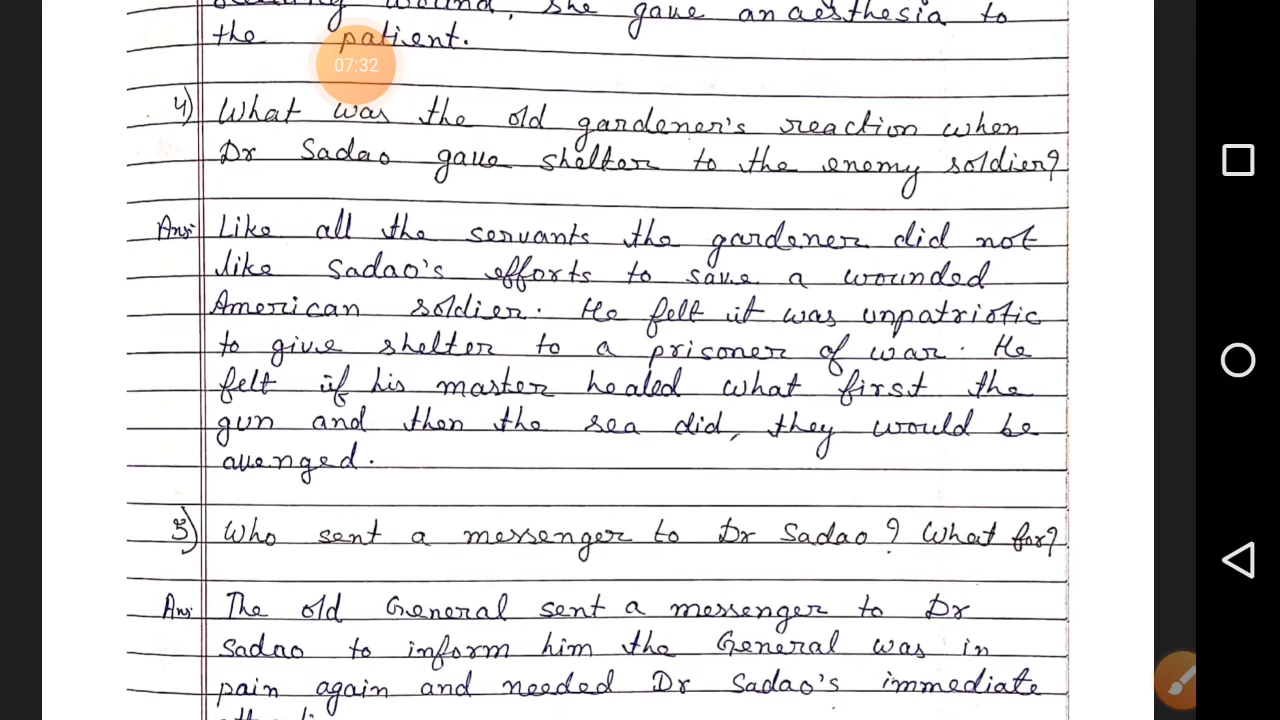 wound, she gave anaesthesia to
the patient.
07:32
4) What was the old gardener's reaction when
Dr Sadao gave shelter to the enemy soldier?
Ans: Like all the servants the gardener did not
like Sadao's efforts to save a wounded
American soldier. He felt it was unpatriotic
to give shelter to a prisoner of war. He
felt if his master healed what first the
gun and then the sea did, they would be
avenged.
5) Who sent a messenger to Dr Sadao? What for?
Ans: The old General sent a messenger to Dr
Sadao to inform him the General was in
pain again and needed Dr Sadao's immediate